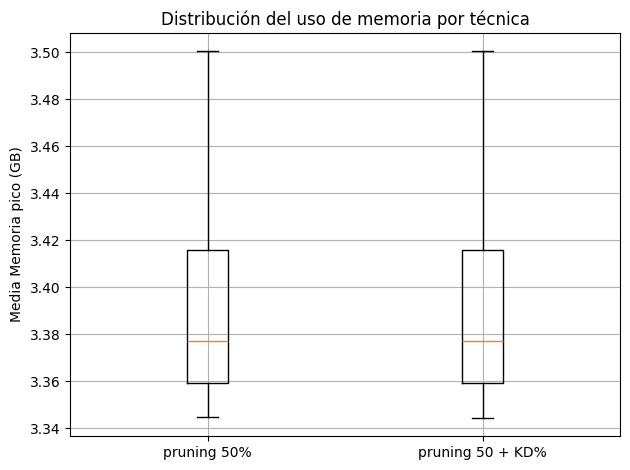 Distribución del uso de memoria por técnica
Media Memoria pico (GB)
3.50
3.48
3.46
3.44
3.42
3.40
3.38
3.36
3.34
pruning 50%
pruning 50 + KD%